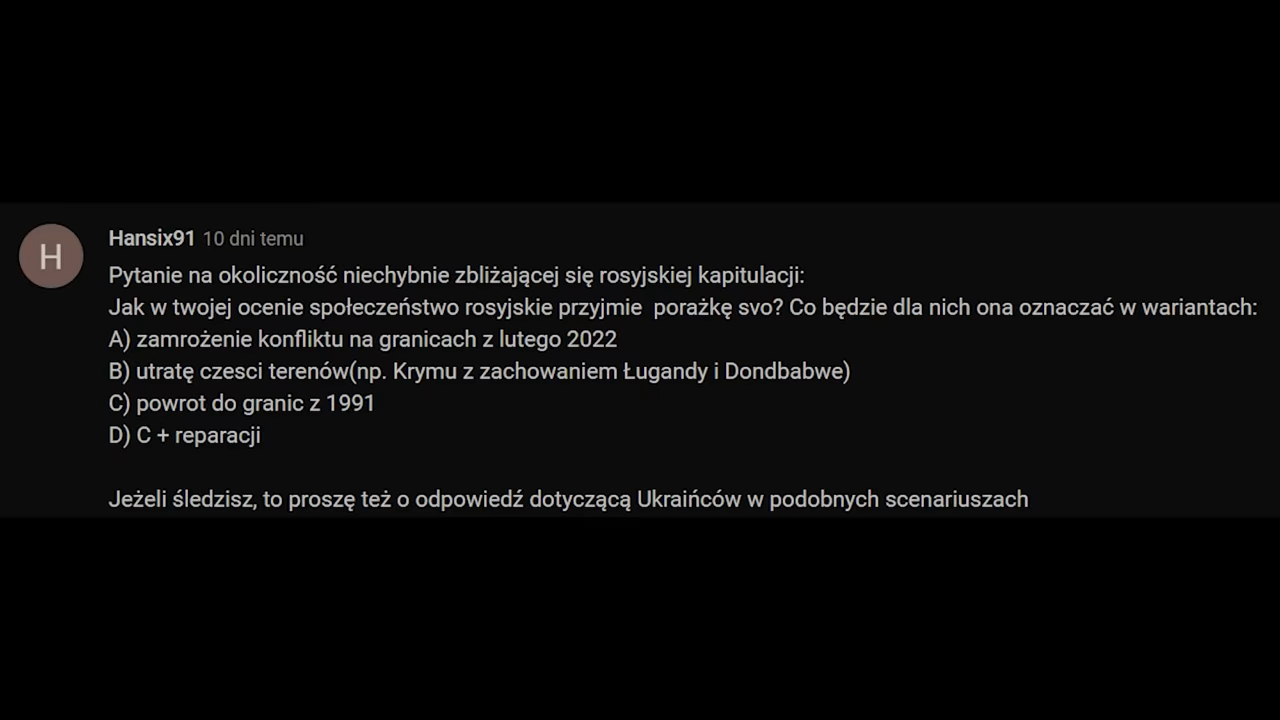 H
Hansix91 10 dni temu
Pytanie na okoliczność niechybnie zbliżającej się rosyjskiej kapitulacji:
Jak w twojej ocenie społeczeństwo rosyjskie przyjmie  porażkę svo? Co będzie dla nich ona oznaczać w wariantach:
A) zamrożenie konfliktu na granicach z lutego 2022
B) utratę czesci terenów(np. Krymu z zachowaniem Ługandy i Dondbabwe)
C) powrot do granic z 1991
D) C + reparacji
Jeżeli śledzisz, to proszę też o odpowiedź dotyczącą Ukraińców w podobnych scenariuszach